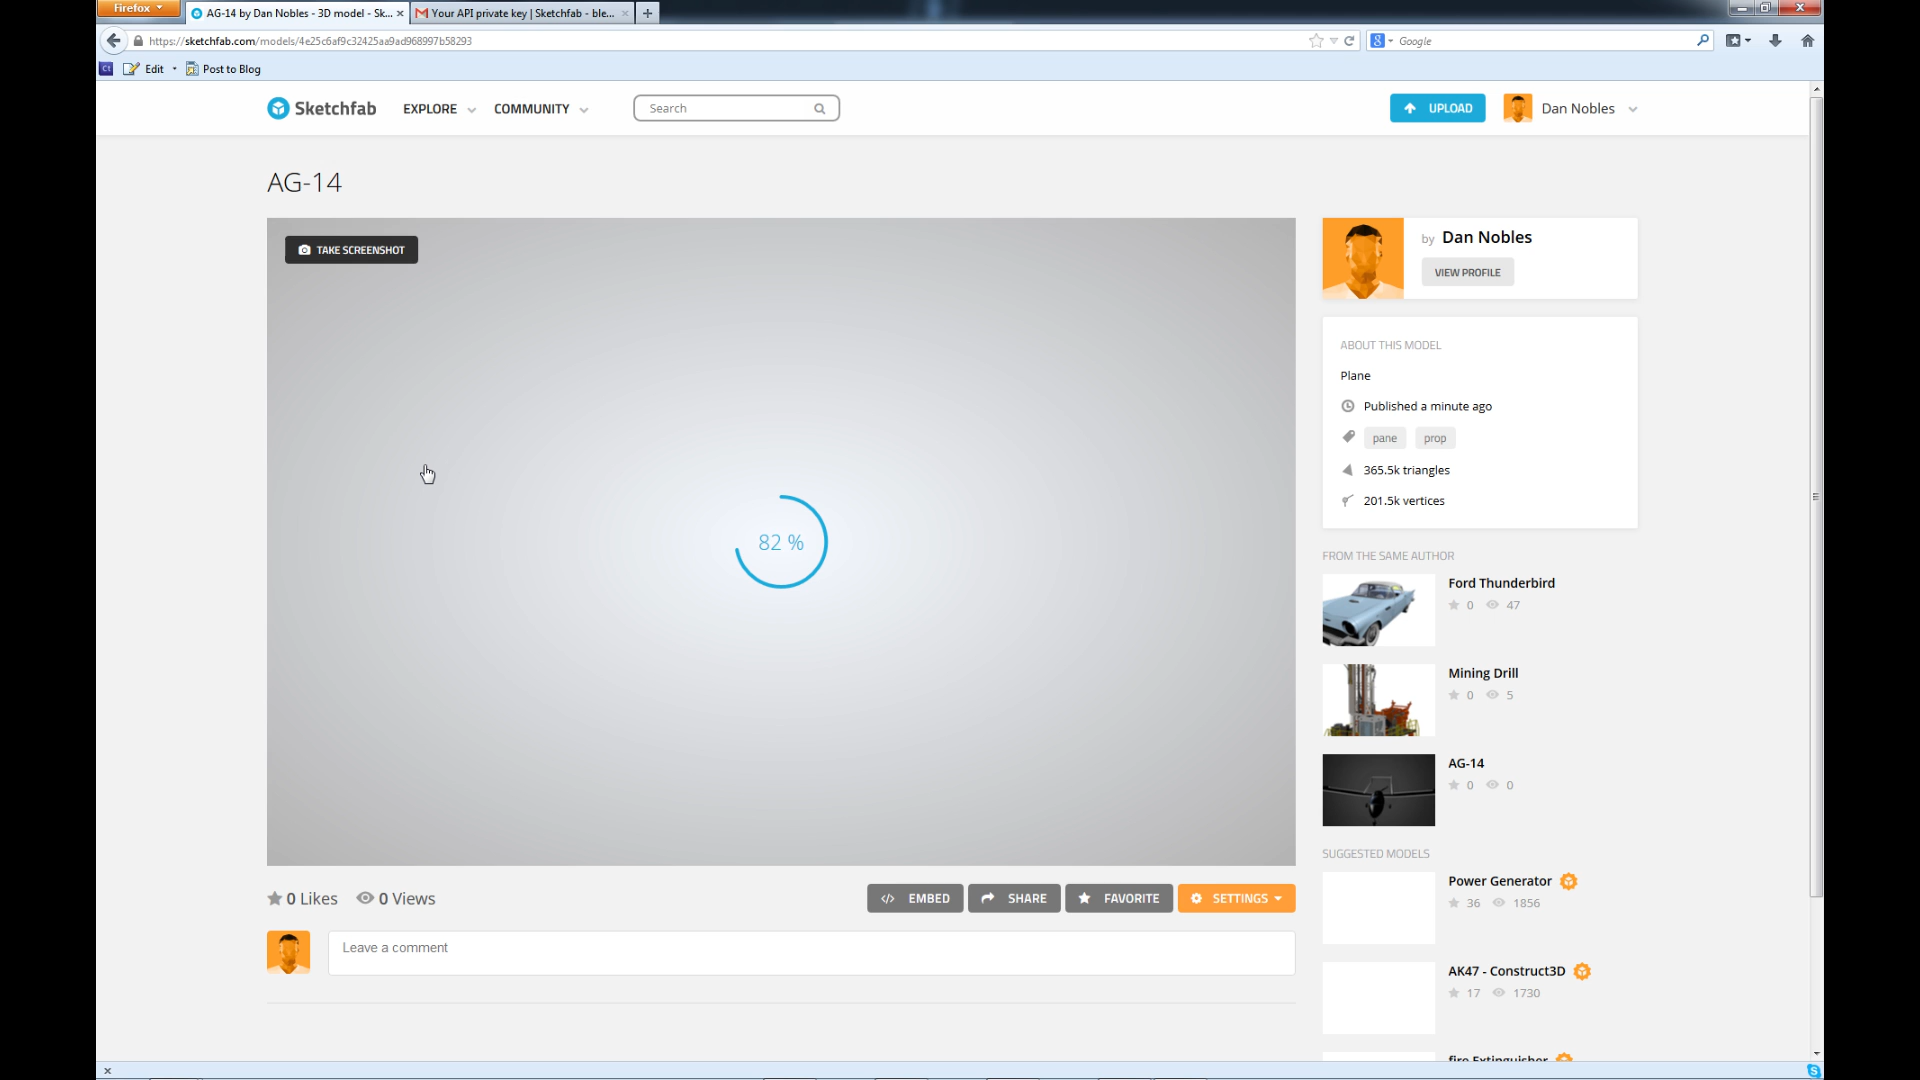 Firefox
AG-14 by Dan Nobles - 3D model - Sk...
Your API private key | Sketchfab - ble...
https://sketchfab.com/models/4e25c6af9c32425aa9ad968997b58293
Google
Ct
Edit
Post to Blog
Sketchfab
EXPLORE
COMMUNITY
Search
UPLOAD
Dan Nobles
AG-14
TAKE SCREENSHOT
82 %
by Dan Nobles
VIEW PROFILE
ABOUT THIS MODEL
Plane
Published a minute ago
pane prop
365.5k triangles
201.5k vertices
FROM THE SAME AUTHOR
Ford Thunderbird
0 47
Mining Drill
0 5
AG-14
0 0
SUGGESTED MODELS
Power Generator
36 1856
AK47 - Construct3D
17 1730
fire Extinguisher
0 Likes 0 Views
EMBED
SHARE
FAVORITE
SETTINGS
Leave a comment